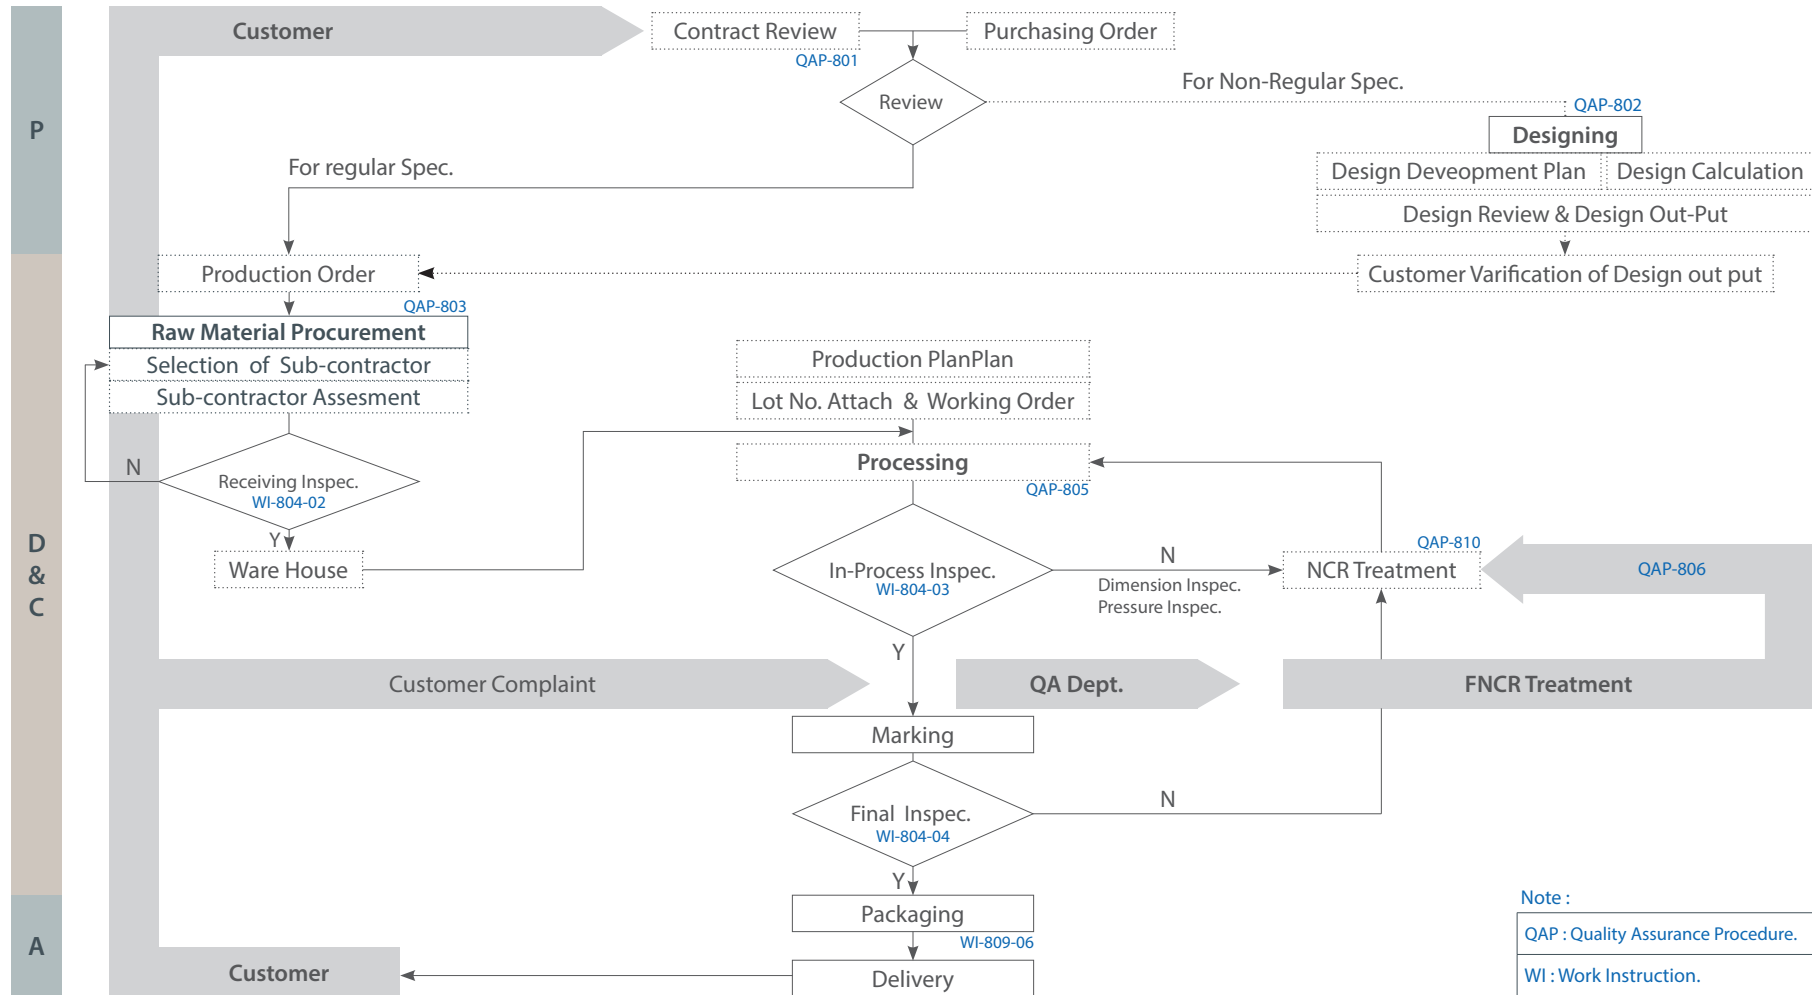 P
Customer
Contract Review
Purchasing Order
QAP-801
Review
For Non-Regular Spec.
QAP-802
Designing
Design Deveopment Plan
Design Calculation
Design Review & Design Out-Put
For regular Spec.
Production Order
Customer Varification of Design out put
QAP-803
Raw Material Procurement
Selection of Sub-contractor
Sub-contractor Assesment
Production PlanPlan
Lot No. Attach & Working Order
N
Receiving Inspec.
WI-804-02
Processing
QAP-805
D
&
C
Y
Ware House
In-Process Inspec.
WI-804-03
N
Dimension Inspec.
Pressure Inspec.
QAP-810
NCR Treatment
QAP-806
Y
Customer Complaint
QA Dept.
FNCR Treatment
Marking
Final Inspec.
WI-804-04
N
Y
Packaging
WI-809-06
A
Customer
Delivery
Note :
QAP : Quality Assurance Procedure.
WI : Work Instruction.